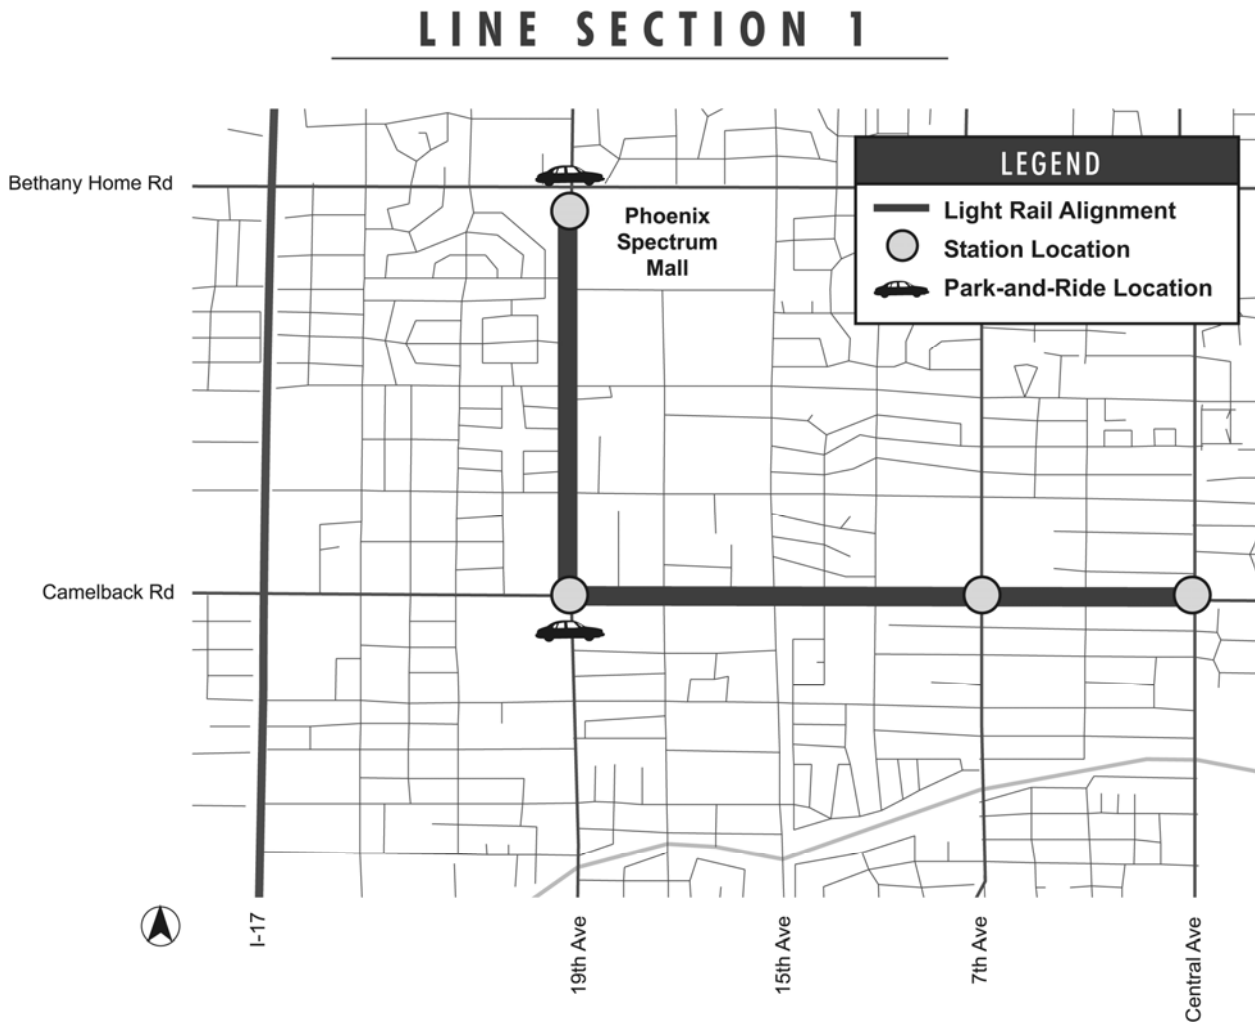 LINE SECTION 1
Bethany Home Rd
Phoenix
Spectrum
Mall
LEGEND
Light Rail Alignment
Station Location
Park-and-Ride Location
Camelback Rd
I-17
19th Ave
15th Ave
7th Ave
Central Ave